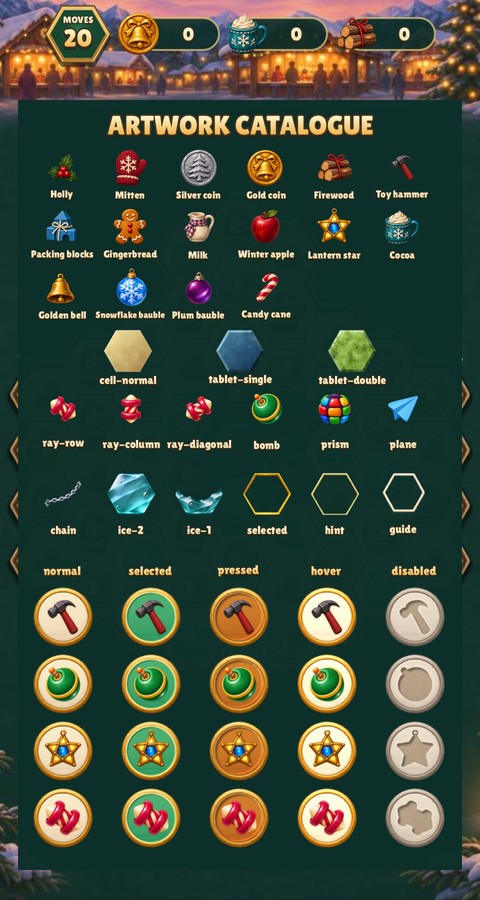 MOVES
20
0
0
0
ARTWORK CATALOGUE
Holly
Mitten
Silver coin
Gold coin
Firewood
Toy hammer
Packing blocks
Gingerbread
Milk
Winter apple
Lantern star
Cocoa
Golden bell
Snowflake bauble
Plum bauble
Candy cane
cell-normal
tablet-single
tablet-double
ray-row
ray-column
ray-diagonal
bomb
prism
plane
chain
ice-2
ice-1
selected
hint
guide
normal
selected
pressed
hover
disabled